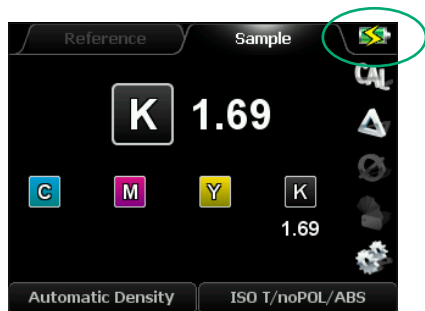 Reference Sample
CAL
K 1.69
C M Y K
1.69
Automatic Density ISO T/noPOL/ABS